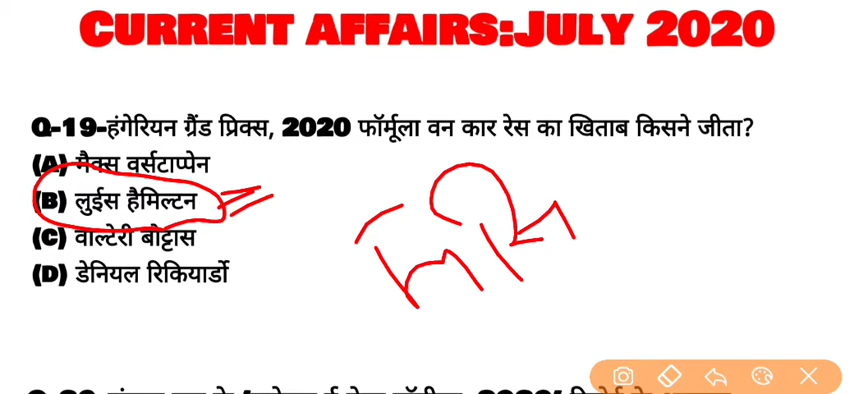 CURRENT AFFAIRS:JULY 2020
Q-19-हंगेरियन ग्रैंड प्रिक्स, 2020 फॉर्मूला वन कार रेस का खिताब किसने जीता?
(A) मैक्स वर्सटाप्पेन
(B) लुईस हैमिल्टन
(C) वाल्टेरी बोट्टास
(D) डेनियल रिकियार्डो